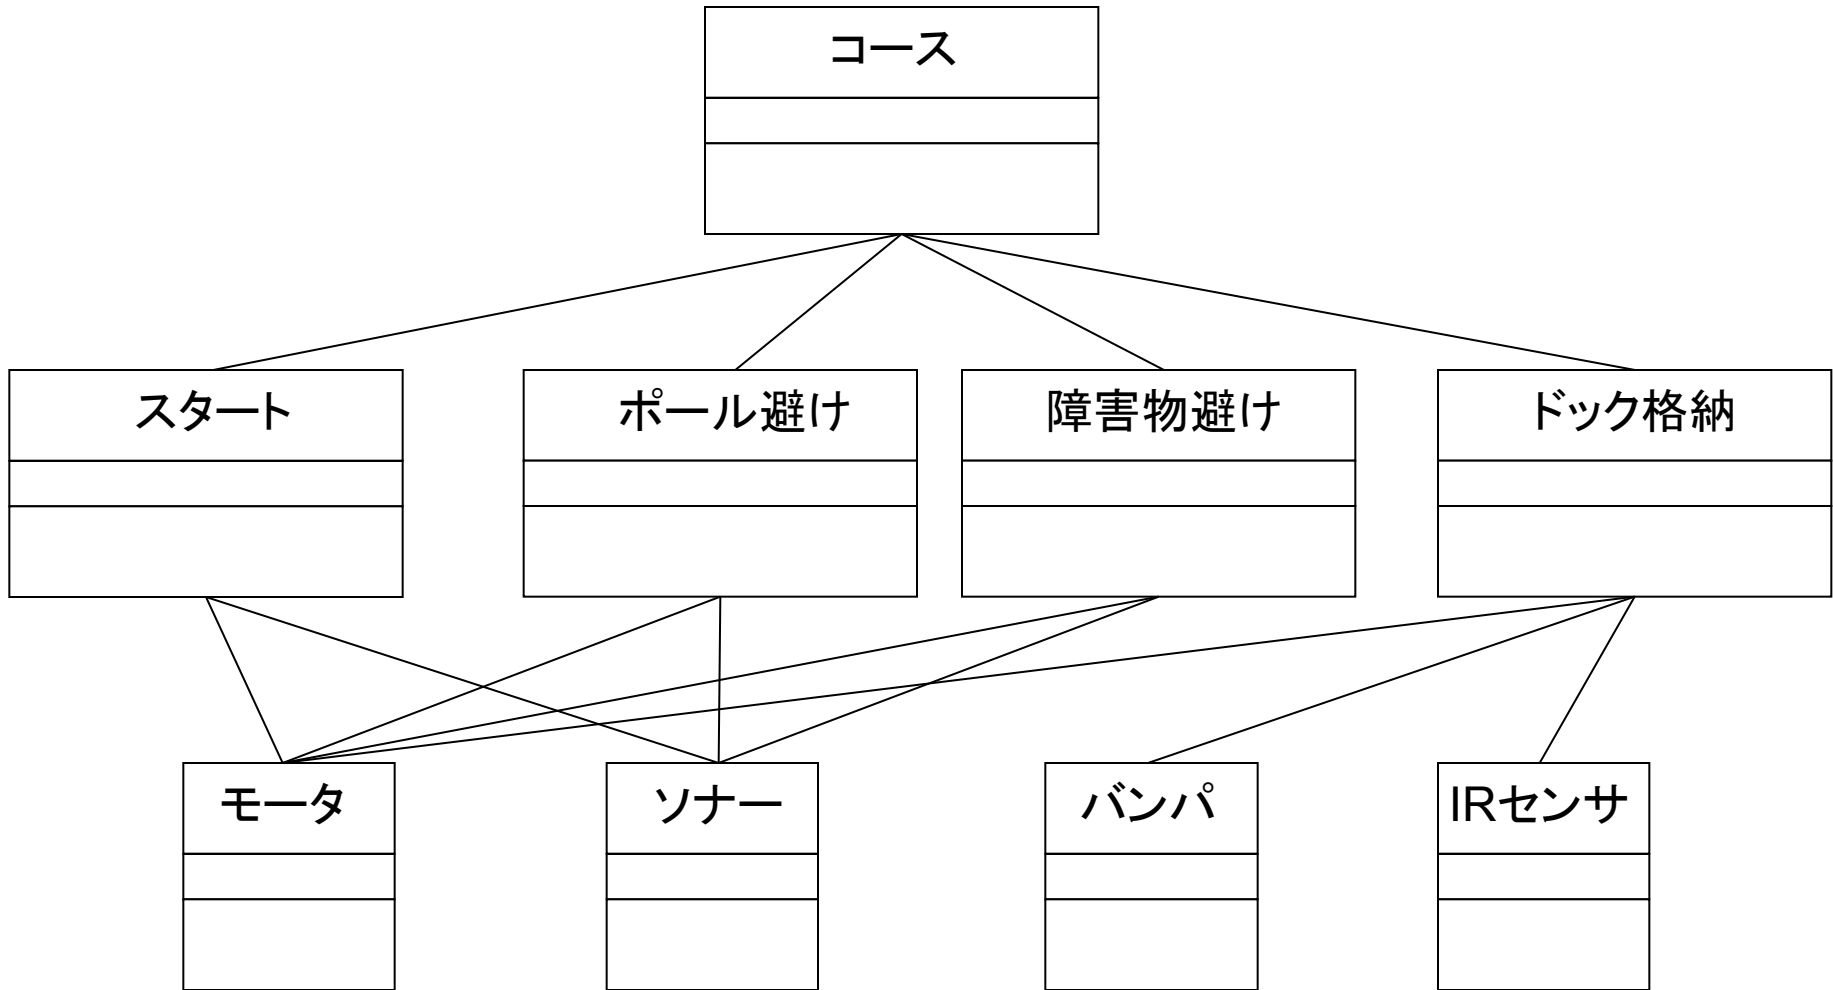 コース
スタート
ポール避け
障害物避け
ドック格納
モータ
ソナー
バンパ
IRセンサ